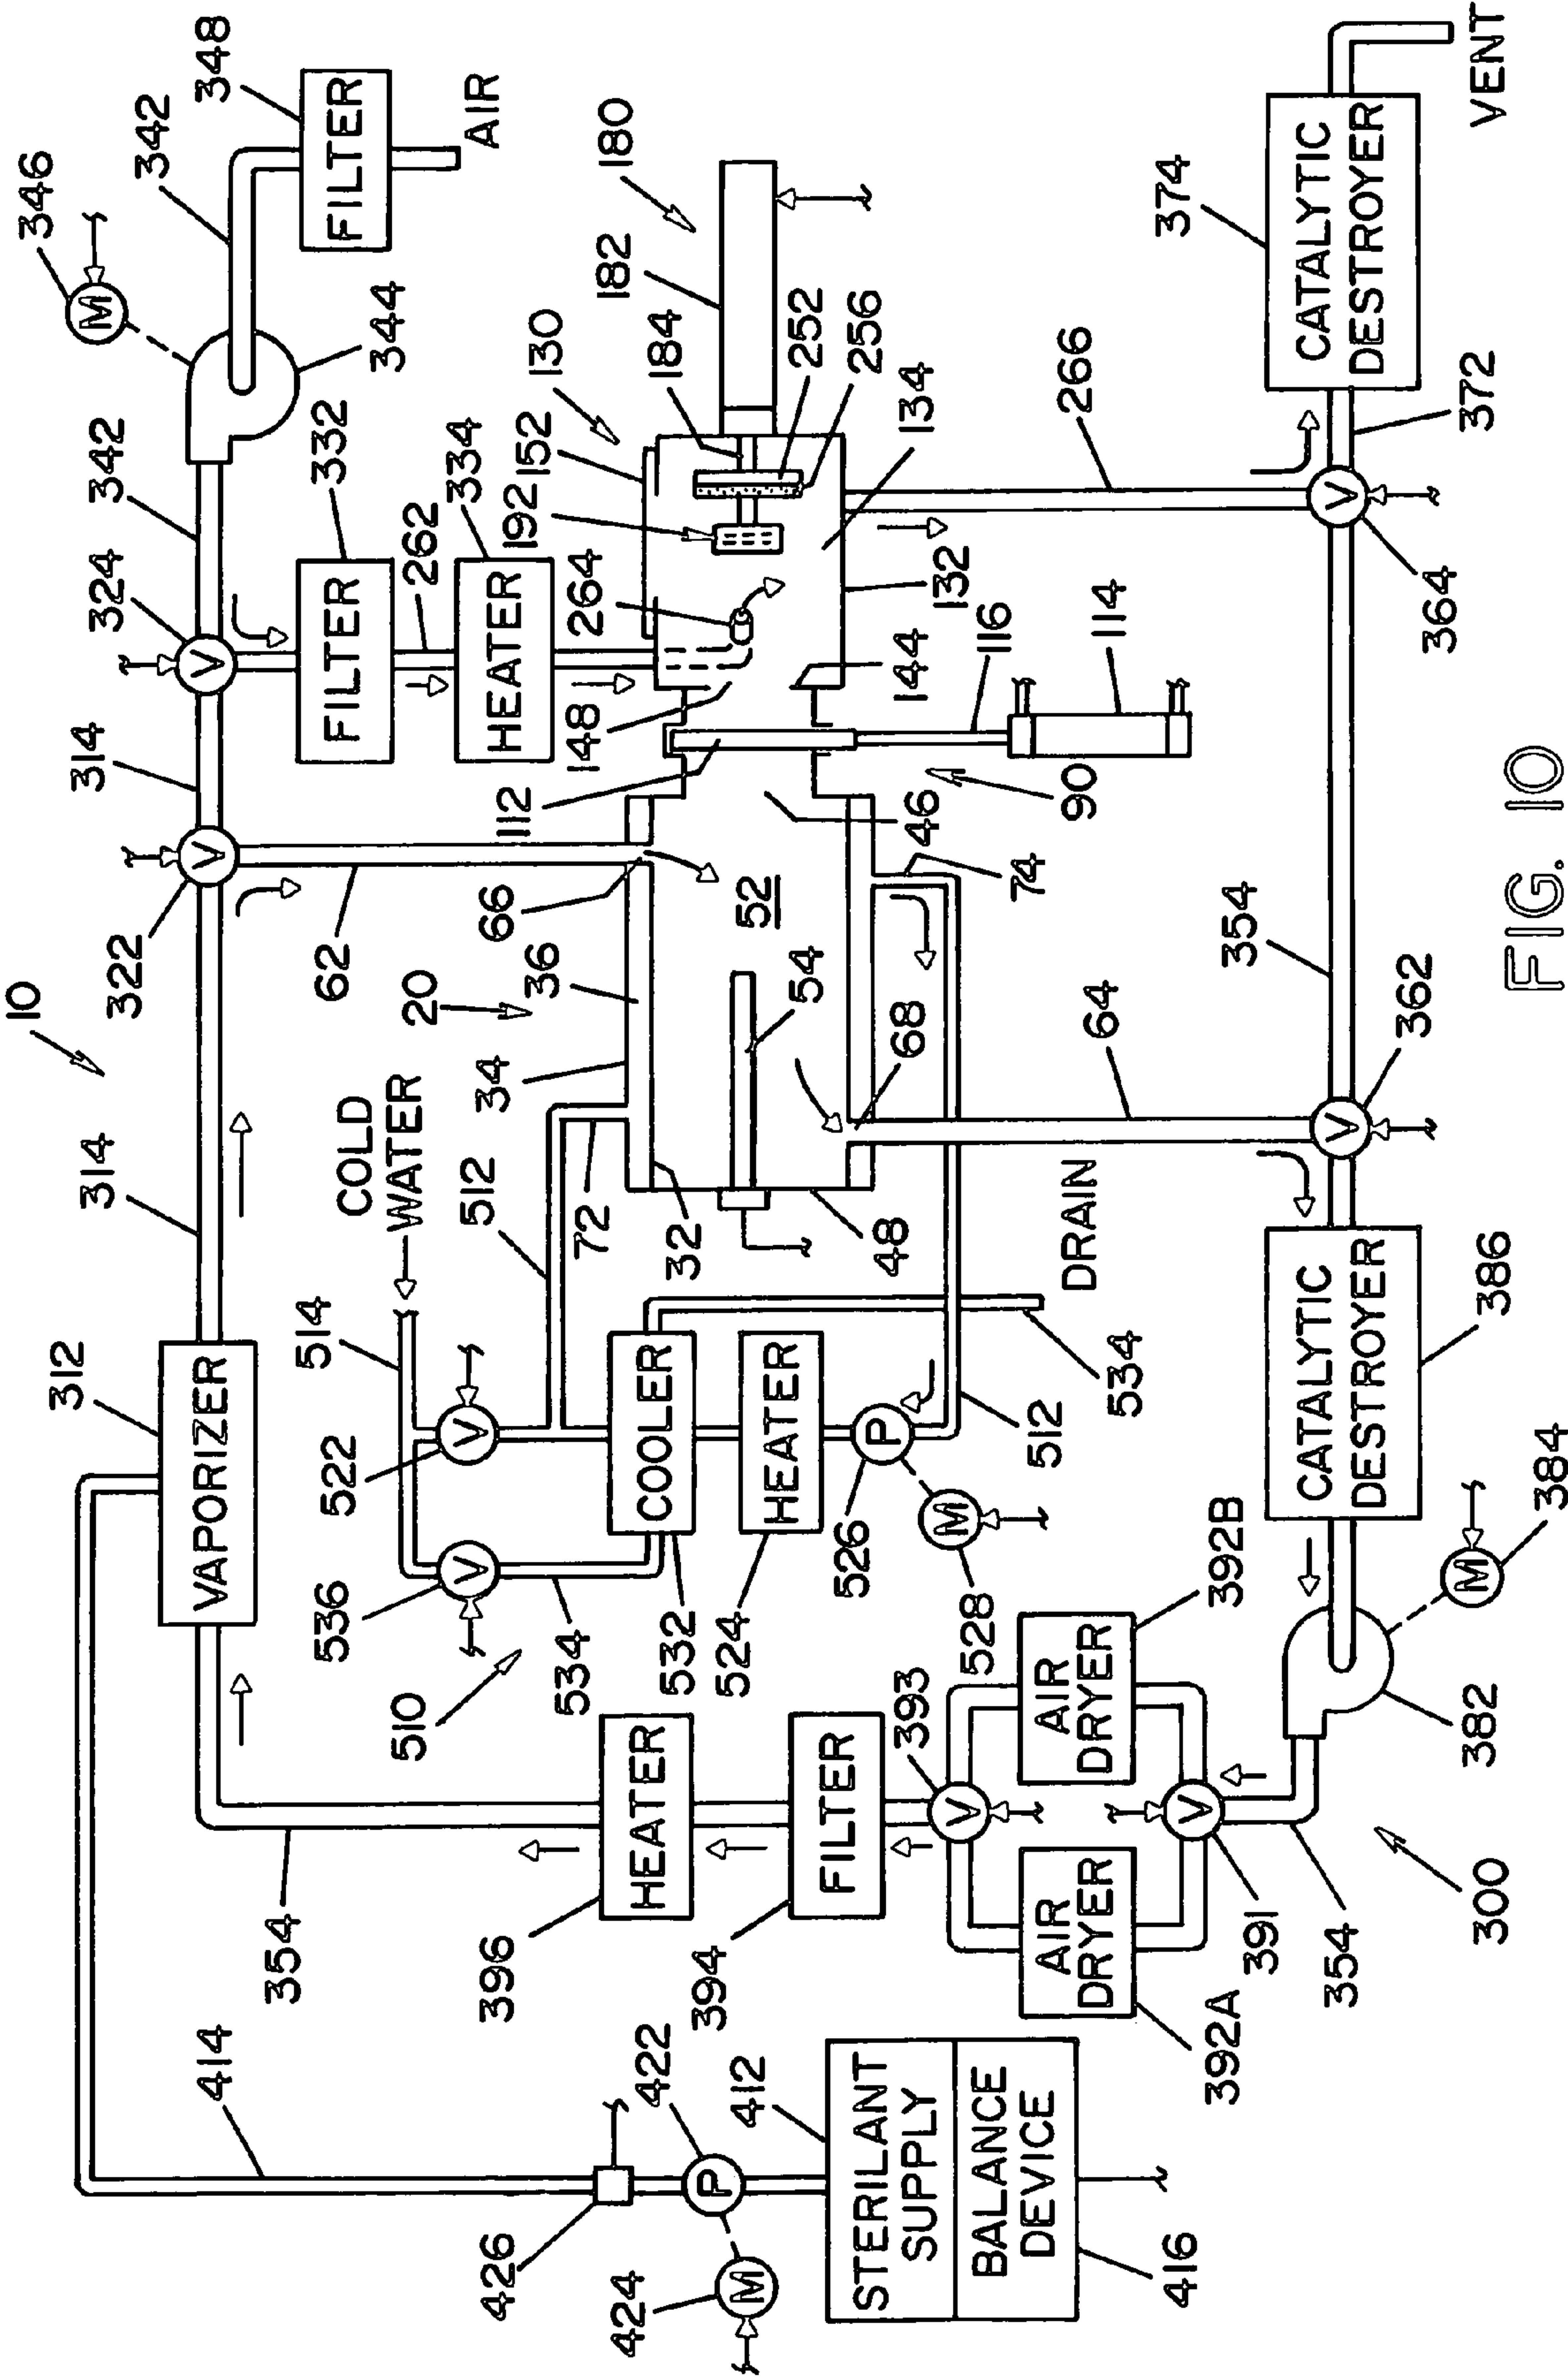 10
312
314
322
314
324
342
346
342
348
VAPORIZER
V
V
M
FILTER
AIR
344
332
FILTER
262
334
HEATER
62
COLD
WATER
514
512
72
34
20
36
66
112
148
264
192
152
130
184
182
180
252
256
134
132
144
116
114
90
46
74
52
54
68
48
32
64
266
522
V
536
V
510
534
532
COOLER
524
HEATER
526
P
528
M
512
534
DRAIN
354
396
HEATER
394
FILTER
393
V
392B
AIR
DRYER
392A
AIR
DRYER
391
V
354
300
414
426
422
P
424
M
412
STERILANT
SUPPLY
BALANCE
DEVICE
416
382
384
M
386
CATALYTIC
DESTROYER
362
V
354
364
V
372
374
CATALYTIC
DESTROYER
VENT
FIG. 10